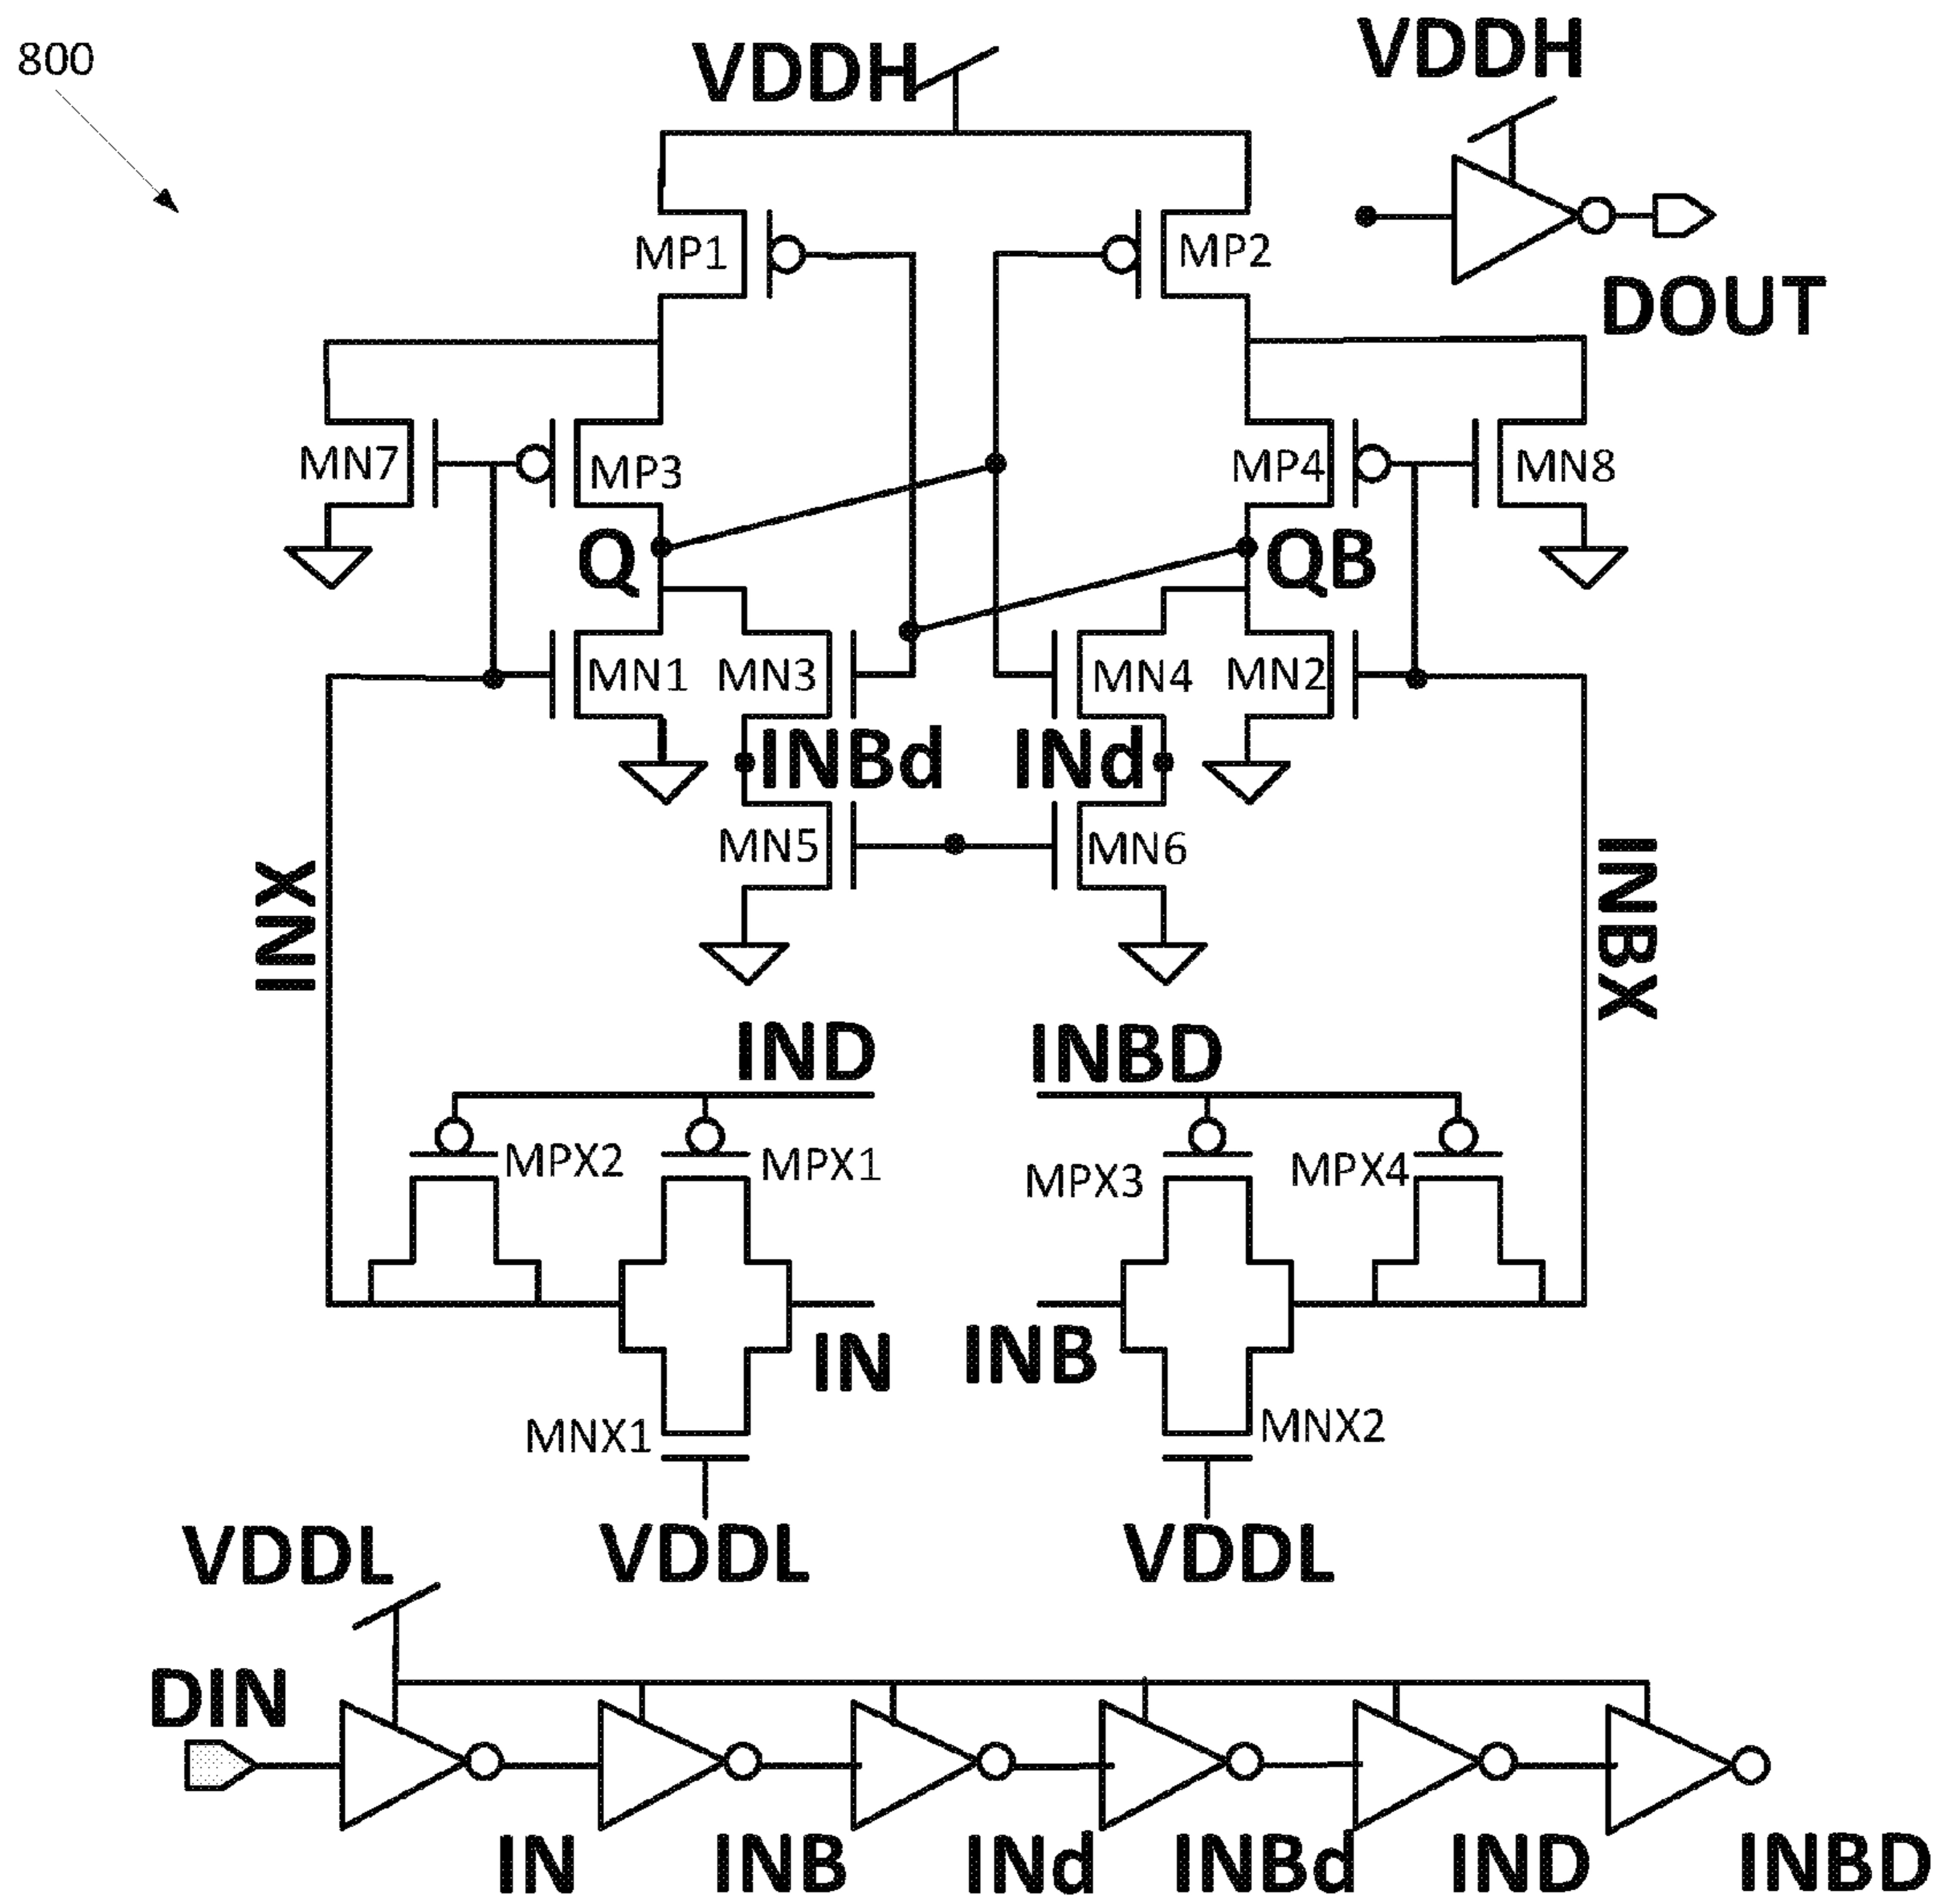 800
VDDH
VDDH
MP1
MP2
DOUT
MN7
MP3
MP4
MN8
Q
QB
MN1
MN3
MN4
MN2
INBd
INd
MN5
MN6
INX
INBX
IND
INBD
MPX2
MPX1
MPX3
MPX4
IN
INB
MNX1
MNX2
VDDL
VDDL
VDDL
DIN
IN
INB
INd
INBd
IND
INBD